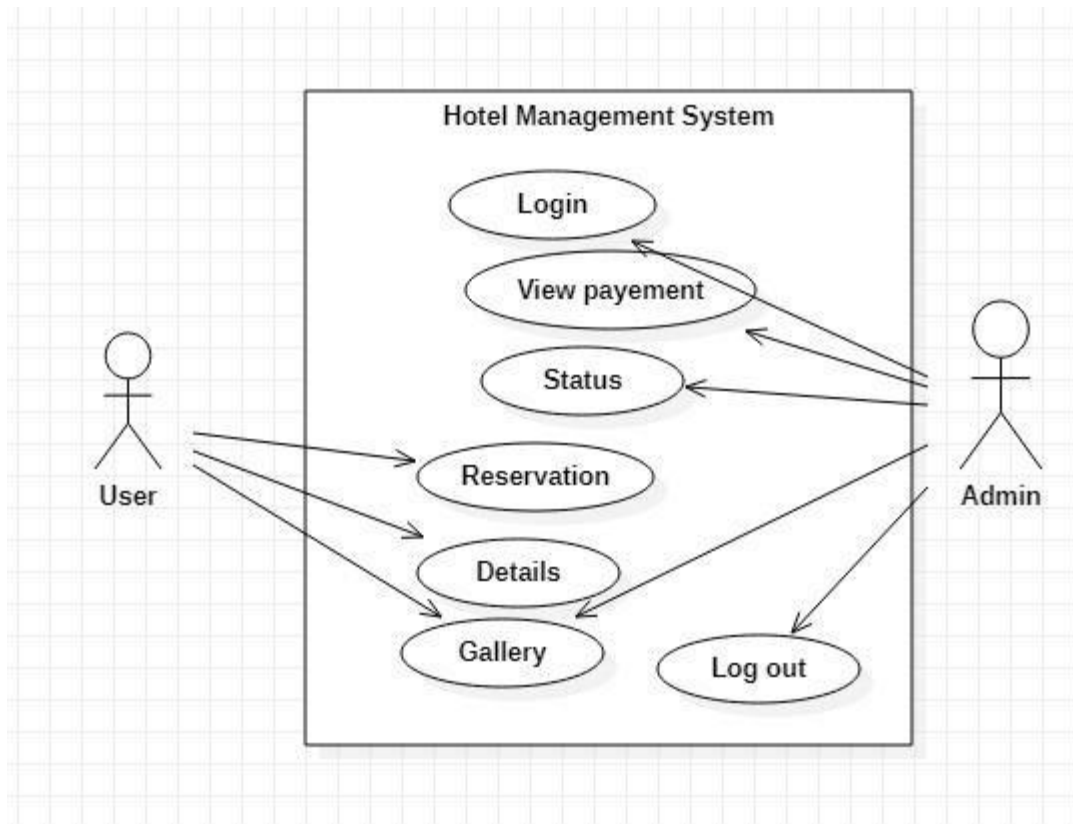 Hotel Management System
Login
View payement
Status
Reservation
Details
Gallery
Log out
User
Admin